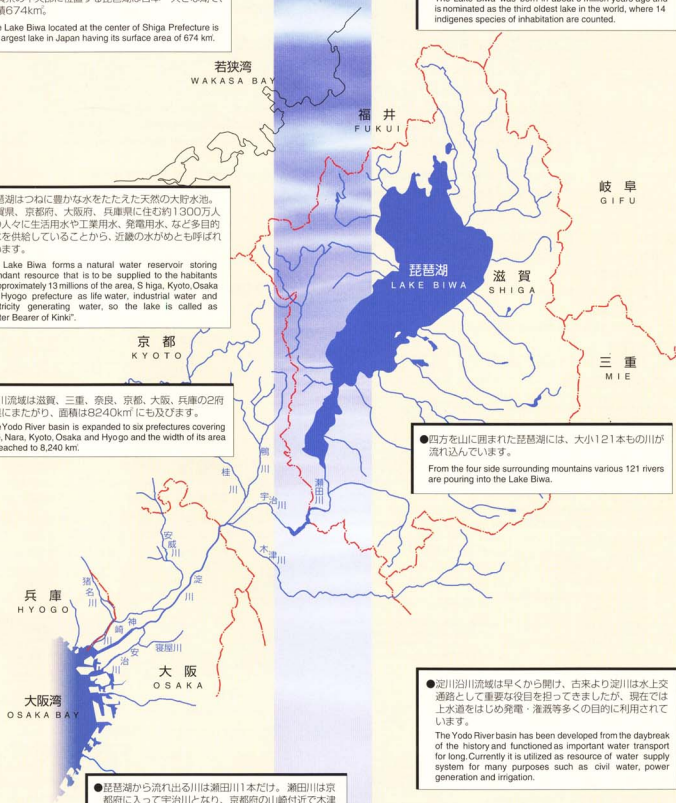 積674km².
Lake Biwa located at the center of Shiga Prefecture is
argest lake in Japan having its surface area of 674 km².
is nominated as the third oldest lake in the world, where 14
indigenes species of inhabitation are counted.
若狭湾
WAKASA BAY
福井
FUKUI
岐阜
GIFU
琶湖はつねに豊かな水をたたえた天然の大貯水池。
賀県、京都府、大阪府、兵庫県に住む約1300万人
人々に生活用水や工業用水、発電用水、など多目的
を供給していることから、近畿の水がめとも呼ばれ
ます。
Lake Biwa forms a natural water reservoir storing
ndant resource that is to be supplied to the habitants
pproximately 13 millions of the area, S higa, Kyoto, Osaka
Hyogo prefecture as life water, industrial water and
tricity generating water, so the lake is called as
ter Bearer of Kinki".
琵琶湖
LAKE BIWA
滋賀
SHIGA
京都
KYOTO
三重
MIE
川流域は滋賀、三重、奈良、京都、大阪、兵庫の2府
にまたがり、面積は8240km²にも及びます。
e Yodo River basin is expanded to six prefectures covering
, Nara, Kyoto, Osaka and Hyogo and the width of its area
eached to 8,240 km².
●四方を山に囲まれた琵琶湖には、大小121本もの川が
流れ込んでいます。
From the four side surrounding mountains various 121 rivers
are pouring into the Lake Biwa.
鴨川
桂川
宇治川
瀬田川
木津川
安威川
淀川
猪名川
神崎川
安治川
寝屋川
兵庫
HYOGO
大阪
OSAKA
大阪湾
OSAKA BAY
●淀川沿川流域は早くから開け、古来より淀川は水上交
通路として重要な役目を担ってきましたが、現在では
上水道をはじめ発電・灌漑等多くの目的に利用されて
います。
The Yodo River basin has been developed from the daybreak
of the history and functioned as important water transport
for long. Currently it is utilized as resource of water supply
system for many purposes such as civil water, power
generation and irrigation.
●琵琶湖から流れ出る川は瀬田川1本だけ。瀬田川は京
都府に入って宇治川となり、京都府の山崎付近で木津